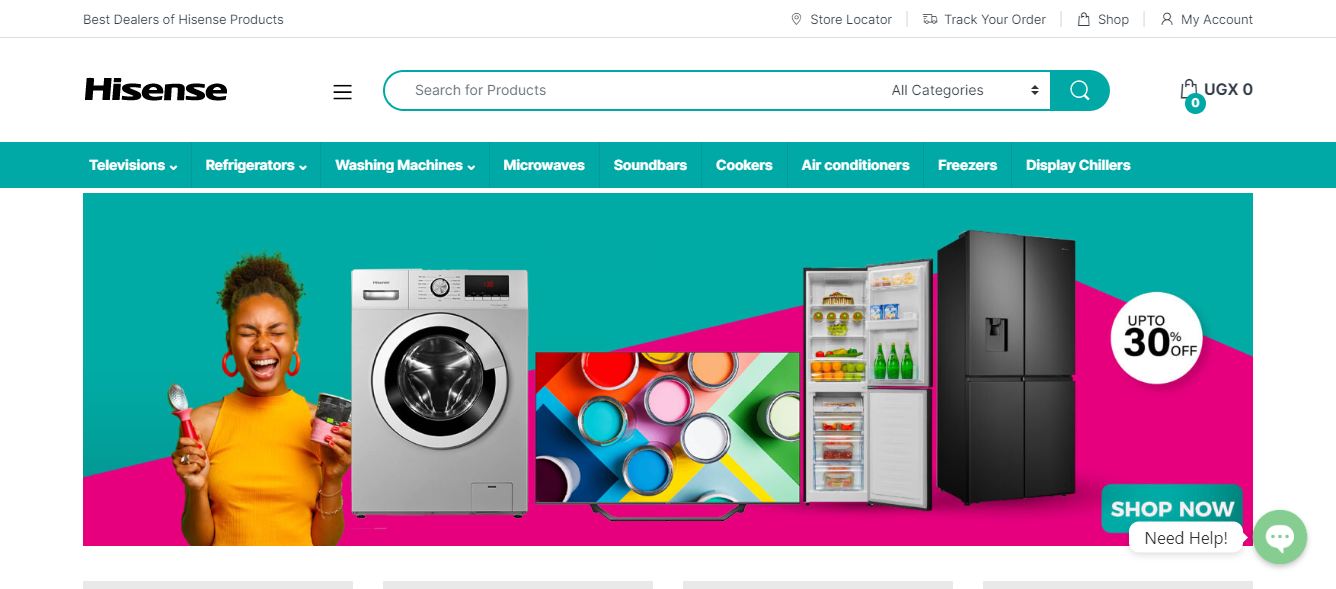 Best Dealers of Hisense Products
Store Locator
Track Your Order
Shop
My Account
Hisense
Search for Products
All Categories
0
UGX 0
Televisions
Refrigerators
Washing Machines
Microwaves
Soundbars
Cookers
Air conditioners
Freezers
Display Chillers
Hisense
UPTO
30% OFF
SHOP NOW
Need Help!